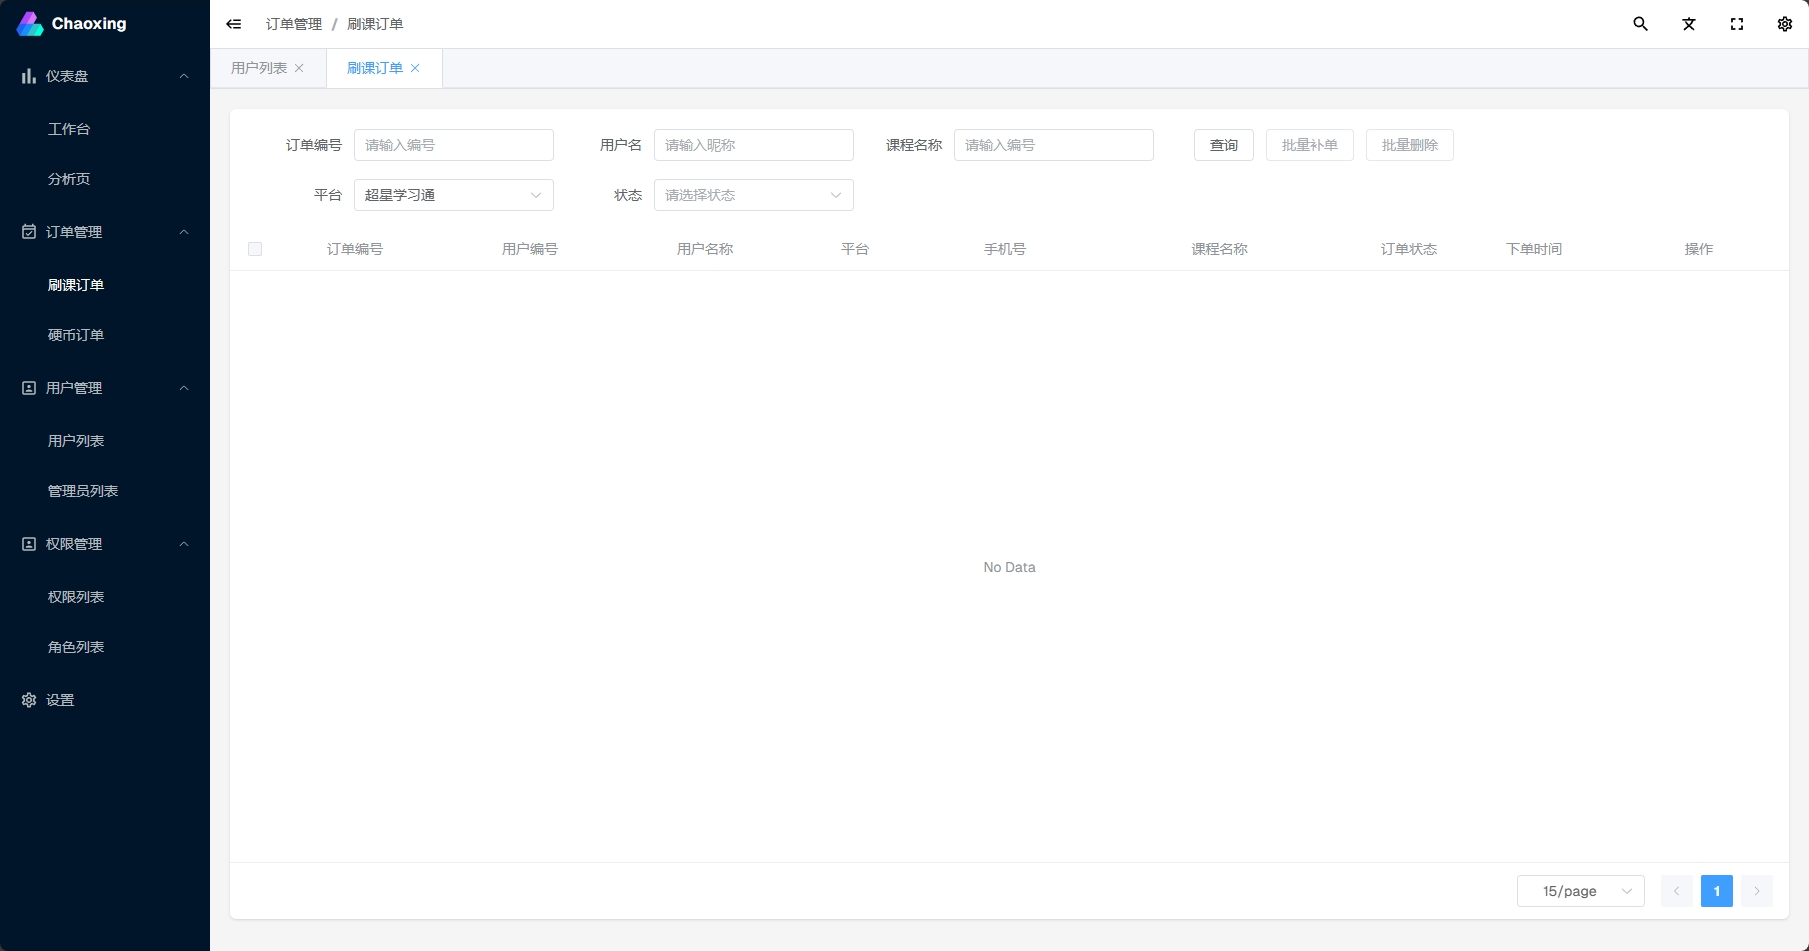 Chaoxing
仪表盘
工作台
分析页
订单管理
刷课订单
硬币订单
用户管理
用户列表
管理员列表
权限管理
权限列表
角色列表
设置
订单管理 / 刷课订单
用户列表 刷课订单
订单编号 请输入编号 用户名 请输入昵称 课程名称 请输入编号 查询 批量补单 批量删除
平台 超星学习通 状态 请选择状态
订单编号 用户编号 用户名称 平台 手机号 课程名称 订单状态 下单时间 操作
No Data
15/page 1